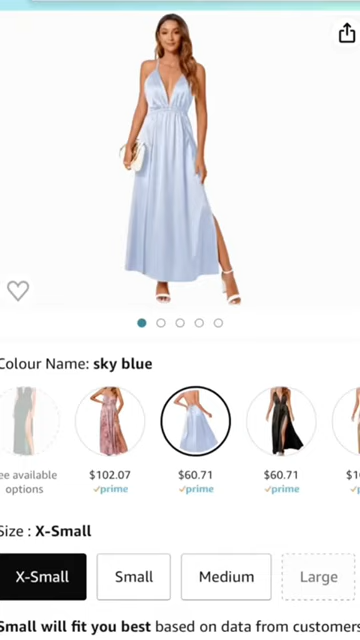 Colour Name: sky blue
ee available
options
$102.07
prime
$60.71
prime
$60.71
prime
$1
p
Size : X-Small
X-Small
Small
Medium
Large
Small will fit you best based on data from customers